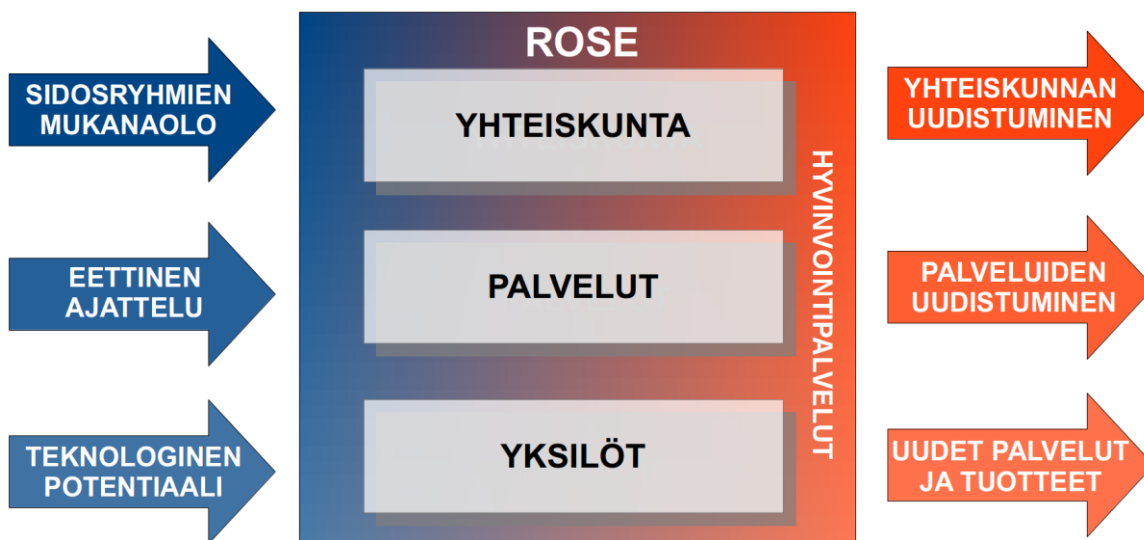 ROSE
SIDOSRYHMIEN
MUKANAOLO
EETTINEN
AJATTELU
TEKNOLOGINEN
POTENTIAALI
YHTEISKUNTA
PALVELUT
YKSILÖT
HYVINVOINTIPALVELUT
YHTEISKUNNAN
UUDISTUMINEN
PALVELUIDEN
UUDISTUMINEN
UUDET PALVELUT
JA TUOTTEET